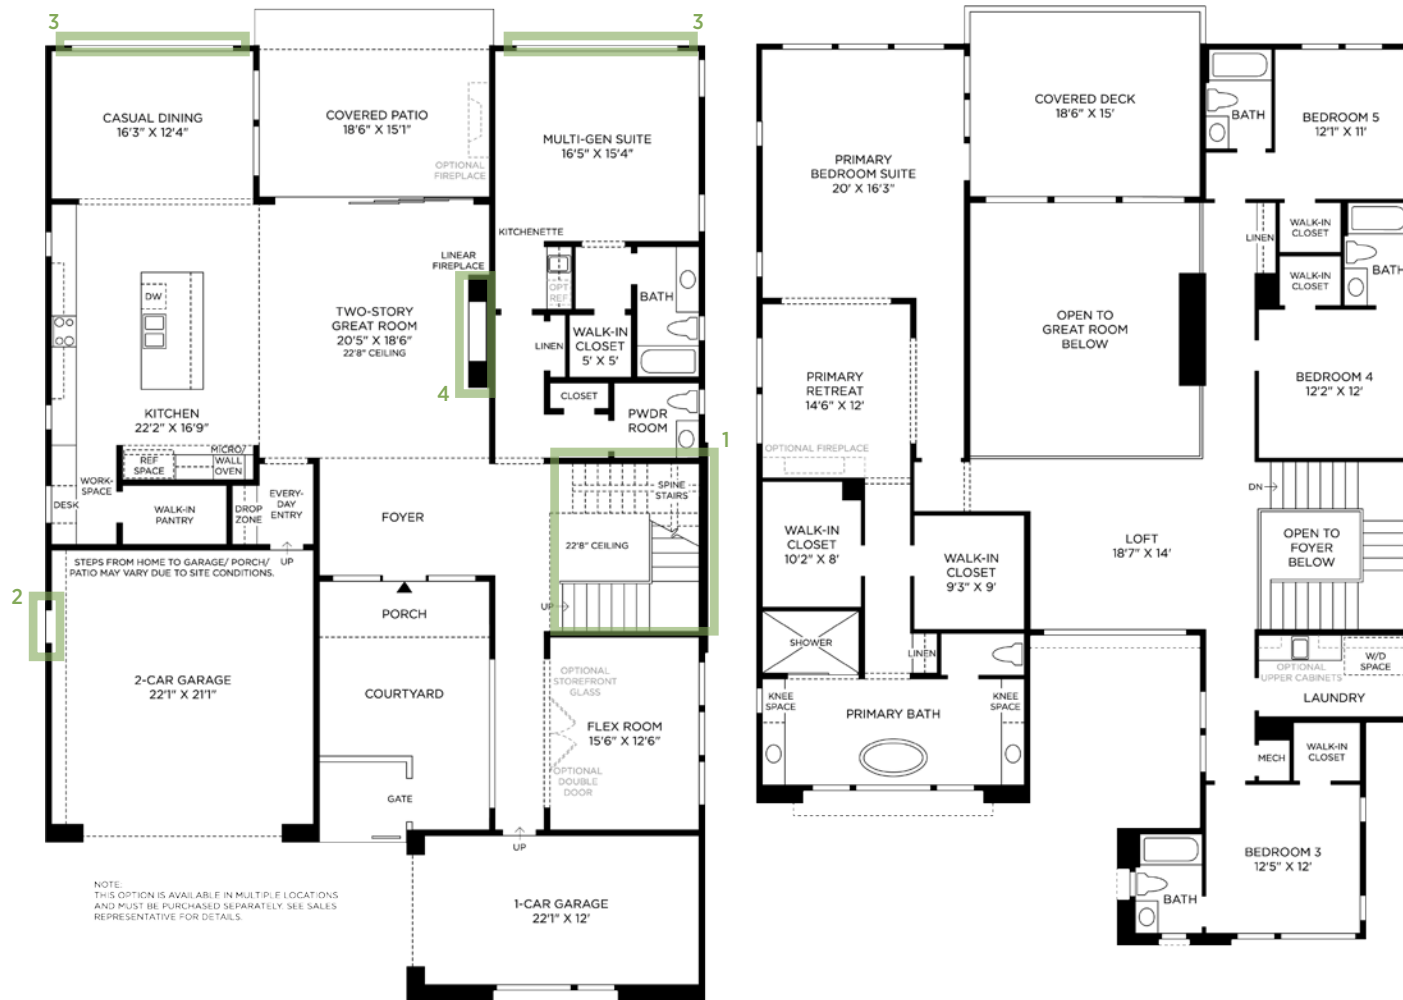 3
3
CASUAL DINING
16'3" X 12'4"
COVERED PATIO
18'6" X 15'1"
OPTIONAL
FIREPLACE
MULTI-GEN SUITE
16'5" X 15'4"
KITCHENETTE
LINEAR
FIREPLACE
OPT
REF
BATH
DW
TWO-STORY
GREAT ROOM
20'5" X 18'6"
22'8" CEILING
LINEN
WALK-IN
CLOSET
5' X 5'
4
CLOSET
PWDR
ROOM
KITCHEN
22'2" X 16'9"
1
MICRO/
WALL
OVEN
REF
SPACE
WORK-
SPACE
DESK
WALK-IN
PANTRY
DROP
ZONE
EVERY-
DAY
ENTRY
FOYER
SPINE
STAIRS
22'8" CEILING
UP
STEPS FROM HOME TO GARAGE/ PORCH/
PATIO MAY VARY DUE TO SITE CONDITIONS.
UP
2
PORCH
2-CAR GARAGE
22'1" X 21'1"
COURTYARD
OPTIONAL
STOREFRONT
GLASS
FLEX ROOM
15'6" X 12'6"
OPTIONAL
DOUBLE
DOOR
GATE
UP
NOTE:
THIS OPTION IS AVAILABLE IN MULTIPLE LOCATIONS
AND MUST BE PURCHASED SEPARATELY. SEE SALES
REPRESENTATIVE FOR DETAILS.
1-CAR GARAGE
22'1" X 12'
PRIMARY
BEDROOM SUITE
20' X 16'3"
COVERED DECK
18'6" X 15'
BATH
BEDROOM 5
12'1" X 11'
WALK-IN
CLOSET
LINEN
WALK-IN
CLOSET
BATH
OPEN TO
GREAT ROOM
BELOW
PRIMARY
RETREAT
14'6" X 12'
BEDROOM 4
12'2" X 12'
OPTIONAL FIREPLACE
DN
WALK-IN
CLOSET
10'2" X 8'
WALK-IN
CLOSET
9'3" X 9'
LOFT
18'7" X 14'
OPEN TO
FOYER
BELOW
SHOWER
LINEN
W/D
SPACE
OPTIONAL
UPPER CABINETS
LAUNDRY
KNEE
SPACE
PRIMARY BATH
KNEE
SPACE
MECH
WALK-IN
CLOSET
BEDROOM 3
12'5" X 12'
BATH